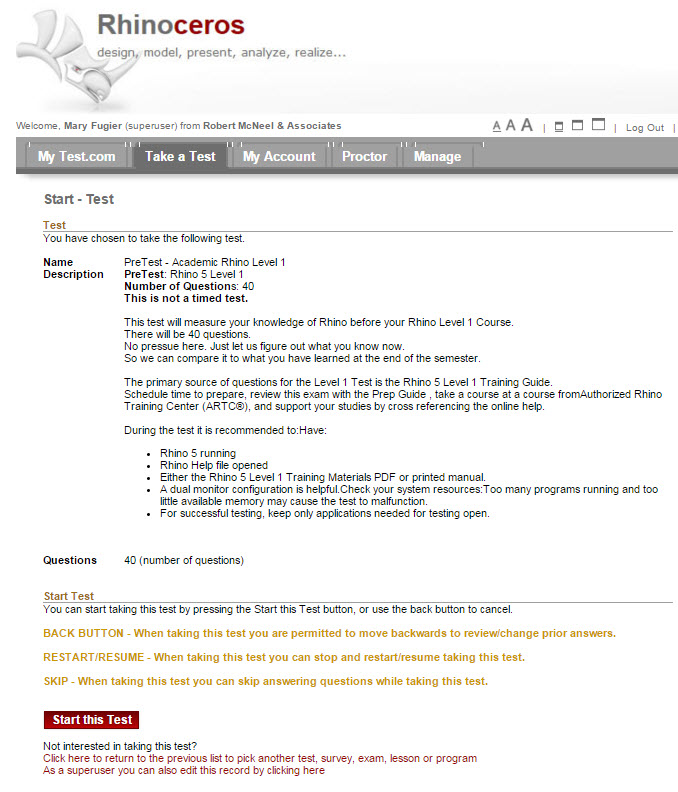 Rhinoceros
design, model, present, analyze, realize...
Welcome, Mary Fugier (superuser) from Robert McNeel & Associates
A A A | | Log Out |
My Test.com Take a Test My Account Proctor Manage
Start - Test
Test
You have chosen to take the following test.
Name PreTest - Academic Rhino Level 1
Description PreTest: Rhino 5 Level 1
Number of Questions: 40
This is not a timed test.
This test will measure your knowledge of Rhino before your Rhino Level 1 Course.
There will be 40 questions.
No pressue here. Just let us figure out what you know now.
So we can compare it to what you have learned at the end of the semester.
The primary source of questions for the Level 1 Test is the Rhino 5 Level 1 Training Guide.
Schedule time to prepare, review this exam with the Prep Guide , take a course at a course fromAuthorized Rhino
Training Center (ARTC®), and support your studies by cross referencing the online help.
During the test it is recommended to:Have:
• Rhino 5 running
• Rhino Help file opened
• Either the Rhino 5 Level 1 Training Materials PDF or printed manual.
• A dual monitor configuration is helpful.Check your system resources:Too many programs running and too
little available memory may cause the test to malfunction.
• For successful testing, keep only applications needed for testing open.
Questions 40 (number of questions)
Start Test
You can start taking this test by pressing the Start this Test button, or use the back button to cancel.
BACK BUTTON - When taking this test you are permitted to move backwards to review/change prior answers.
RESTART/RESUME - When taking this test you can stop and restart/resume taking this test.
SKIP - When taking this test you can skip answering questions while taking this test.
Start this Test
Not interested in taking this test?
Click here to return to the previous list to pick another test, survey, exam, lesson or program
As a superuser you can also edit this record by clicking here